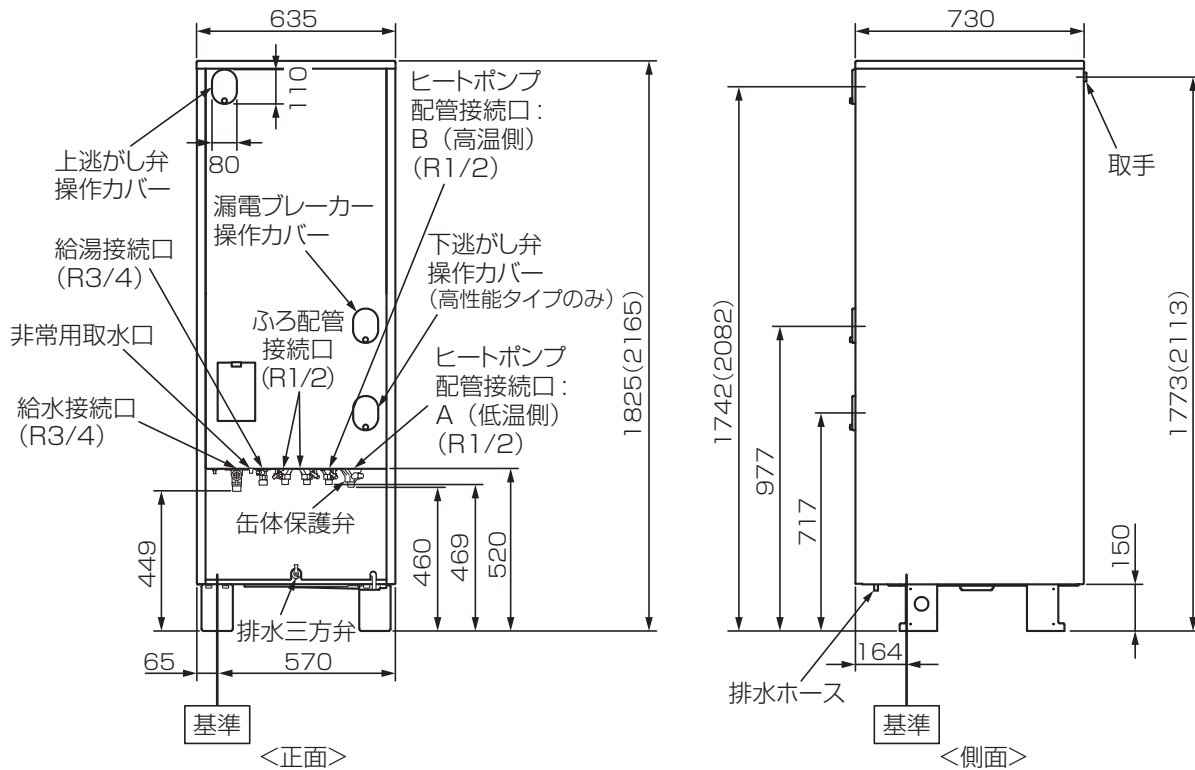 635
110
80
上逃がし弁
操作カバー
ヒートポンプ
配管接続口:
B(高温側)
(R1/2)
漏電ブレーカー
操作カバー
給湯接続口
(R3/4)
下逃がし弁
操作カバー
(高性能タイプのみ)
非常用取水口
ふろ配管
接続口
(R1/2)
ヒートポンプ
配管接続口:
A(低温側)
(R1/2)
給水接続口
(R3/4)
缶体保護弁
449
460
469
520
1825(2165)
排水三方弁
65
570
基準
<正面>
730
取手
1742(2082)
977
717
1773(2113)
150
164
排水ホース
基準
<側面>